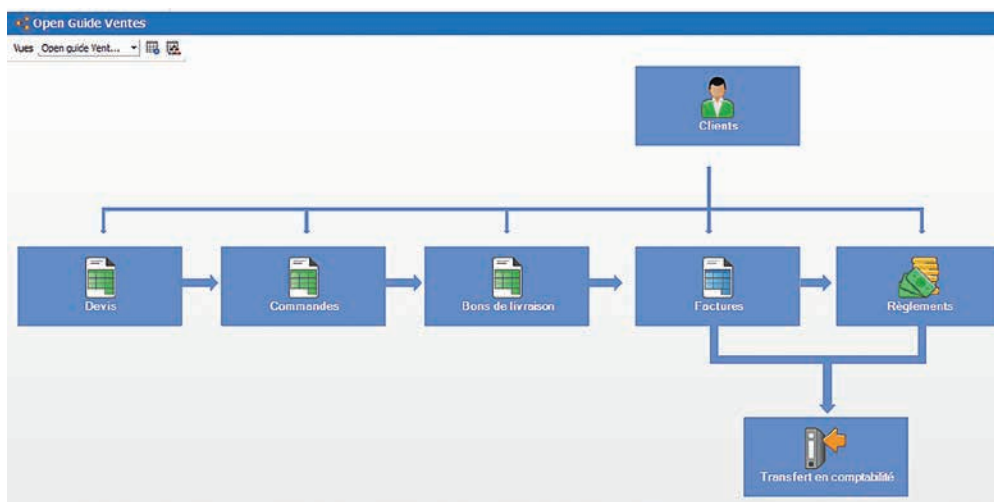 Open Guide Ventes
Vues Open guide Vent...
Clients
Devis
Commandes
Bons de livraison
Factures
Règlements
Transfert en comptabilité